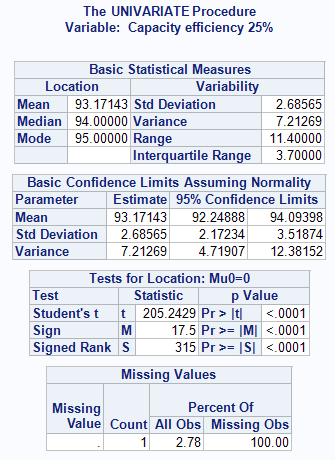 The UNIVARIATE Procedure
Variable: Capacity efficiency 25%
Basic Statistical Measures
Location Variability
Mean 93.17143 Std Deviation 2.68565
Median 94.00000 Variance 7.21269
Mode 95.00000 Range 11.40000
Interquartile Range 3.70000
Basic Confidence Limits Assuming Normality
Parameter Estimate 95% Confidence Limits
Mean 93.17143 92.24888 94.09398
Std Deviation 2.68565 2.17234 3.51874
Variance 7.21269 4.71907 12.38152
Tests for Location: Mu0=0
Test Statistic p Value
Student's t t 205.2429 Pr > |t| <.0001
Sign M 17.5 Pr >= |M| <.0001
Signed Rank S 315 Pr >= |S| <.0001
Missing Values
Missing Value Count Percent Of
All Obs Missing Obs
. 1 2.78 100.00